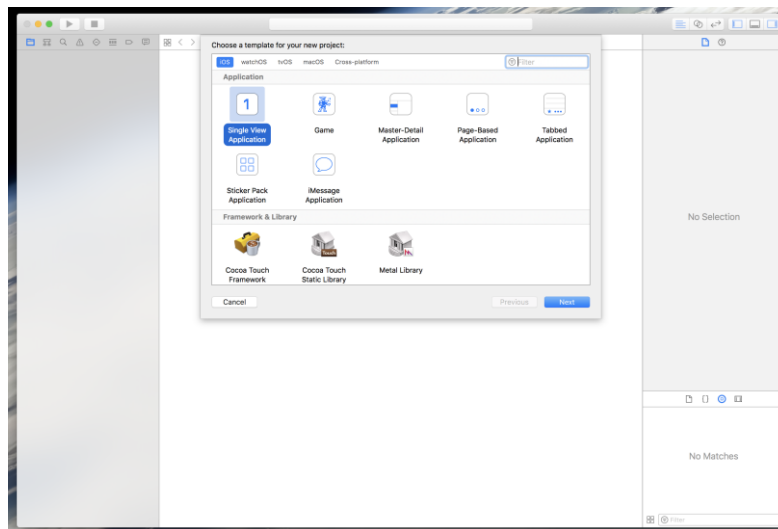 Choose a template for your new project:
iOS watchOS tvOS macOS Cross-platform
Filter
Application
1
Single View
Application
Game
Master-Detail
Application
Page-Based
Application
Tabbed
Application
Sticker Pack
Application
iMessage
Application
Framework & Library
Cocoa Touch
Framework
Cocoa Touch
Static Library
Metal Library
Cancel
Previous
Next
No Selection
No Matches
Filter